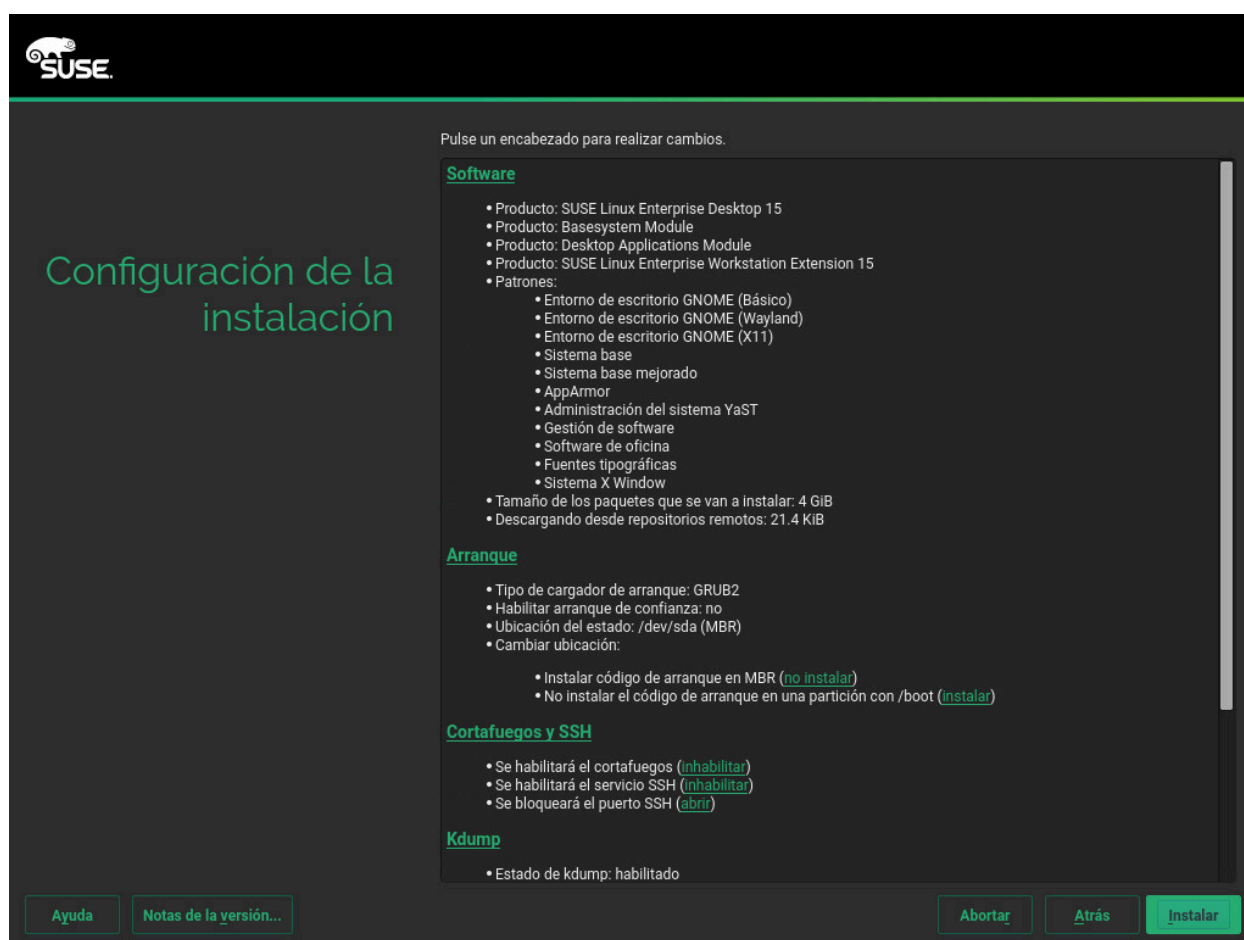 SUSE.
Pulse un encabezado para realizar cambios.
Configuración de la
instalación
Software
• Producto: SUSE Linux Enterprise Desktop 15
• Producto: Basesystem Module
• Producto: Desktop Applications Module
• Producto: SUSE Linux Enterprise Workstation Extension 15
• Patrones:
• Entorno de escritorio GNOME (Básico)
• Entorno de escritorio GNOME (Wayland)
• Entorno de escritorio GNOME (X11)
• Sistema base
• Sistema base mejorado
• AppArmor
• Administración del sistema YaST
• Gestión de software
• Software de oficina
• Fuentes tipográficas
• Sistema X Window
• Tamaño de los paquetes que se van a instalar: 4 GiB
• Descargando desde repositorios remotos: 21.4 KiB
Arranque
• Tipo de cargador de arranque: GRUB2
• Habilitar arranque de confianza: no
• Ubicación del estado: /dev/sda (MBR)
• Cambiar ubicación:
• Instalar código de arranque en MBR (no instalar)
• No instalar el código de arranque en una partición con /boot (instalar)
Cortafuegos y SSH
• Se habilitará el cortafuegos (inhabilitar)
• Se habilitará el servicio SSH (inhabilitar)
• Se bloqueará el puerto SSH (abrir)
Kdump
• Estado de kdump: habilitado
Ayuda
Notas de la versión...
Abortar
Atrás
Instalar